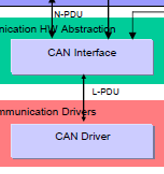 N-PDU
nication HW Abstraction
CAN Interface
L-PDU
mmunication Drivers
CAN Driver